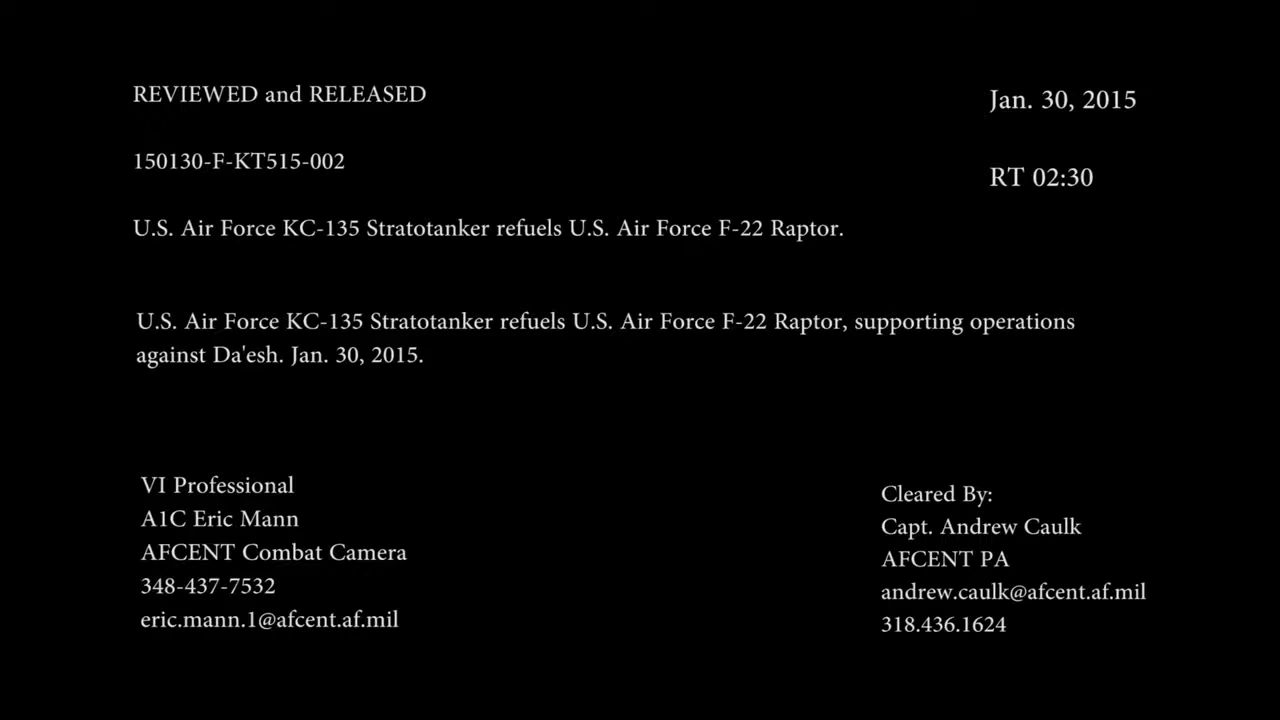 REVIEWED and RELEASED
Jan. 30, 2015
150130-F-KT515-002
RT 02:30
U.S. Air Force KC-135 Stratotanker refuels U.S. Air Force F-22 Raptor.
U.S. Air Force KC-135 Stratotanker refuels U.S. Air Force F-22 Raptor, supporting operations
against Da'esh. Jan. 30, 2015.
VI Professional
A1C Eric Mann
AFCENT Combat Camera
348-437-7532
eric.mann.1@afcent.af.mil
Cleared By:
Capt. Andrew Caulk
AFCENT PA
andrew.caulk@afcent.af.mil
318.436.1624